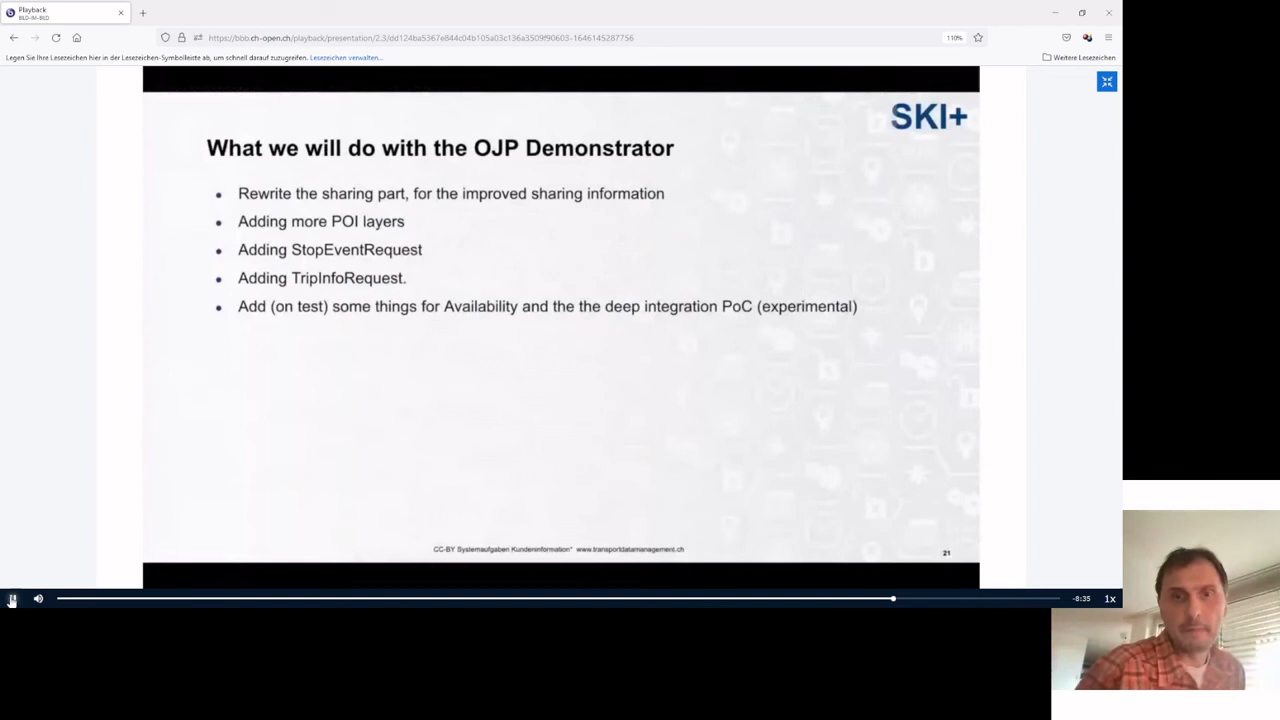 Playback
BILD-IM-BILD
https://bbb.ch-open.ch/playback/presentation/2.3/dd124ba5367e844c04b105a03c136a3509f90603-1646145287756
110%
Legen Sie Ihre Lesezeichen hier in der Lesezeichen-Symbolleiste ab, um schnell darauf zuzugreifen. Lesezeichen verwalten...
Weitere Lesezeichen
SKI+
What we will do with the OJP Demonstrator
• Rewrite the sharing part, for the improved sharing information
• Adding more POI layers
• Adding StopEventRequest
• Adding TripInfoRequest.
• Add (on test) some things for Availability and the the deep integration PoC (experimental)
CC-BY Systemaufgaben Kundeninformation+ www.transportdatamanagement.ch
21
-8:35
1x